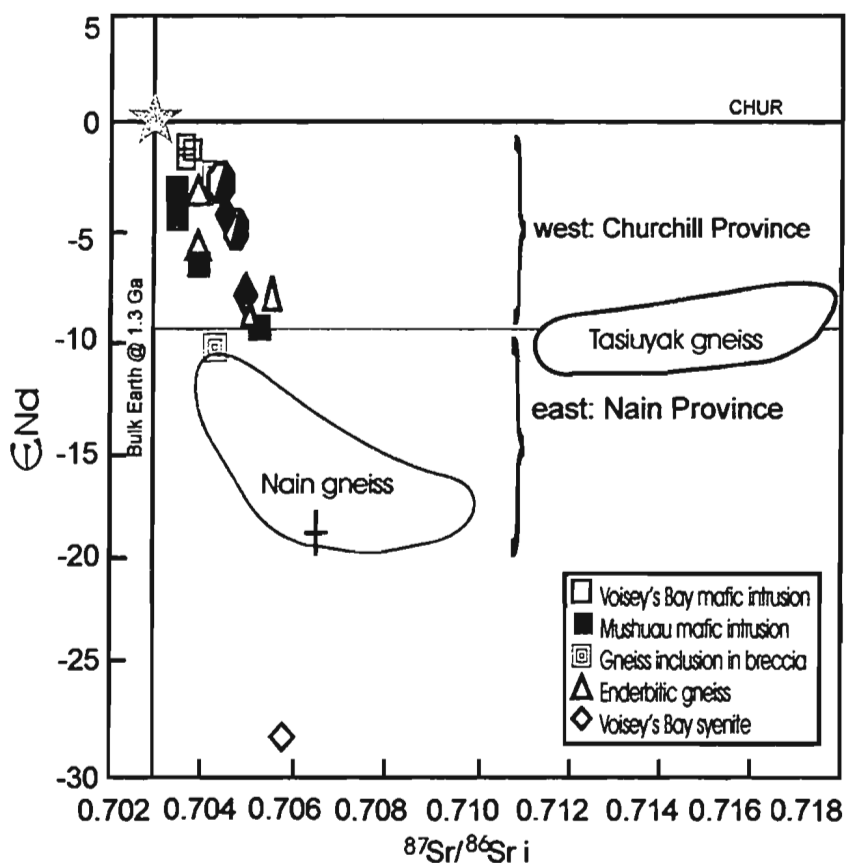 5
0
-5
-10
-15
-20
-25
-30
ЄNd
Bulk Earth @ 1.3 Ga
CHUR
west: Churchill Province
Tasiuyak gneiss
east: Nain Province
Nain gneiss
Voisey's Bay mafic intrusion
Mushuau mafic intrusion
Gneiss inclusion in breccia
Enderbitic gneiss
Voisey's Bay syenite
0.702 0.704 0.706 0.708 0.710 0.712 0.714 0.716 0.718
⁸⁷Sr/⁸⁶Sr i